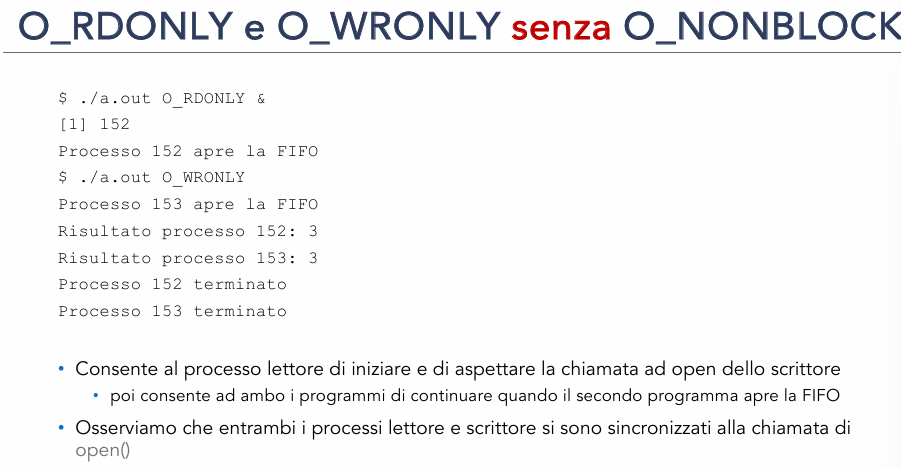 O_RDONLY e O_WRONLY senza O_NONBLOCK
$ ./a.out O_RDONLY &
[1] 152
Processo 152 apre la FIFO
$ ./a.out O_WRONLY
Processo 153 apre la FIFO
Risultato processo 152: 3
Risultato processo 153: 3
Processo 152 terminato
Processo 153 terminato
• Consente al processo lettore di iniziare e di aspettare la chiamata ad open dello scrittore
• poi consente ad ambo i programmi di continuare quando il secondo programma apre la FIFO
• Osserviamo che entrambi i processi lettore e scrittore si sono sincronizzati alla chiamata di
open()